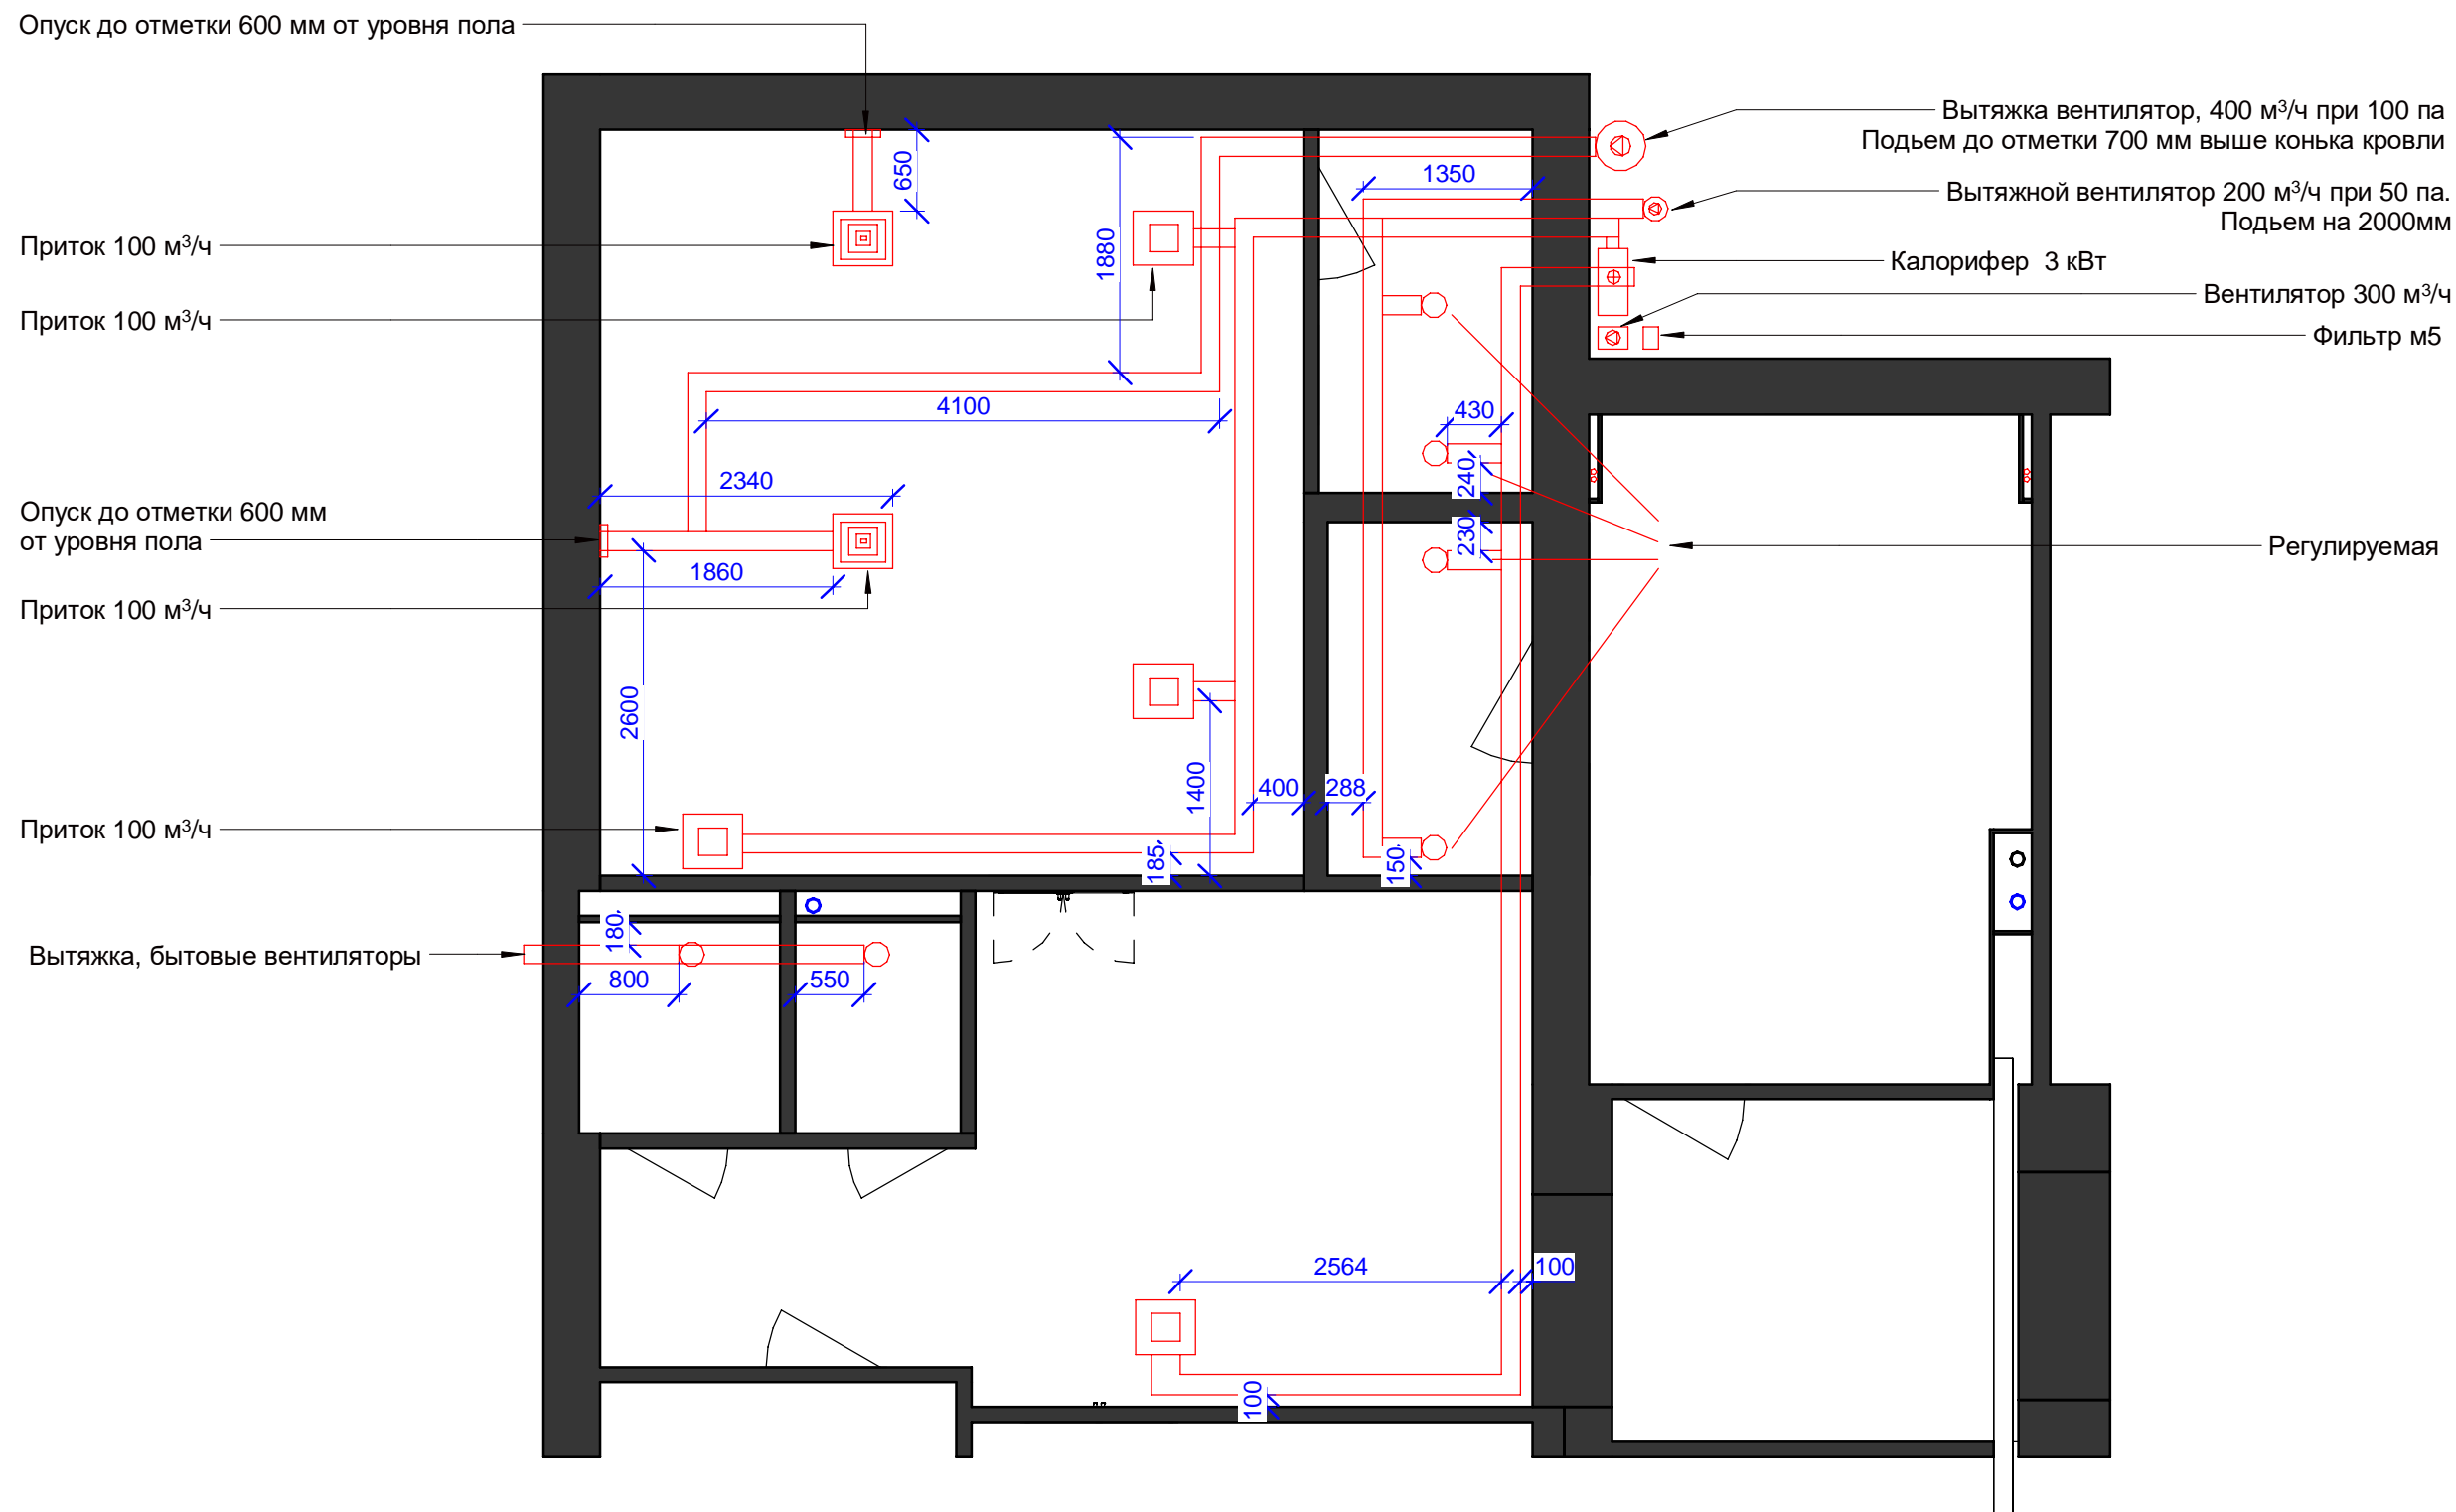 Опуск до отметки 600 мм от уровня пола
Вытяжка вентилятор, 400 м³/ч при 100 па
Подьем до отметки 700 мм выше конька кровли
650
1350
Вытяжной вентилятор 200 м³/ч при 50 па.
Подьем на 2000мм
Приток 100 м³/ч
1880
Калорифер 3 кВт
Вентилятор 300 м³/ч
Приток 100 м³/ч
Фильтр м5
4100
430
2340
240
Опуск до отметки 600 мм
от уровня пола
230
Регулируемая
1860
Приток 100 м³/ч
2600
1400
400
288
Приток 100 м³/ч
185
150
180
Вытяжка, бытовые вентиляторы
800
550
2564
100
100